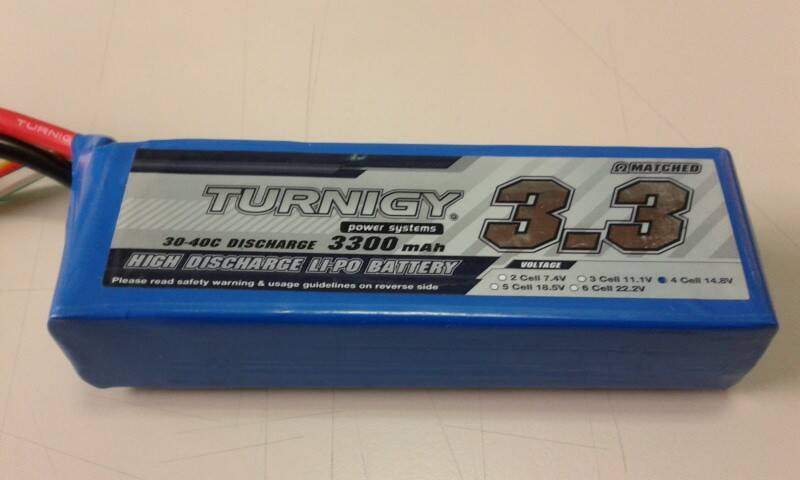 TURNIGY
Ω MATCHED
TURNIGY®
power systems
3.3
30-40C DISCHARGE 3300 mAh
HIGH DISCHARGE LI-PO BATTERY
Please read safety warning & usage guidelines on reverse side
VOLTAGE
2 Cell 7.4V 3 Cell 11.1V 4 Cell 14.8V
5 Cell 18.5V 6 Cell 22.2V